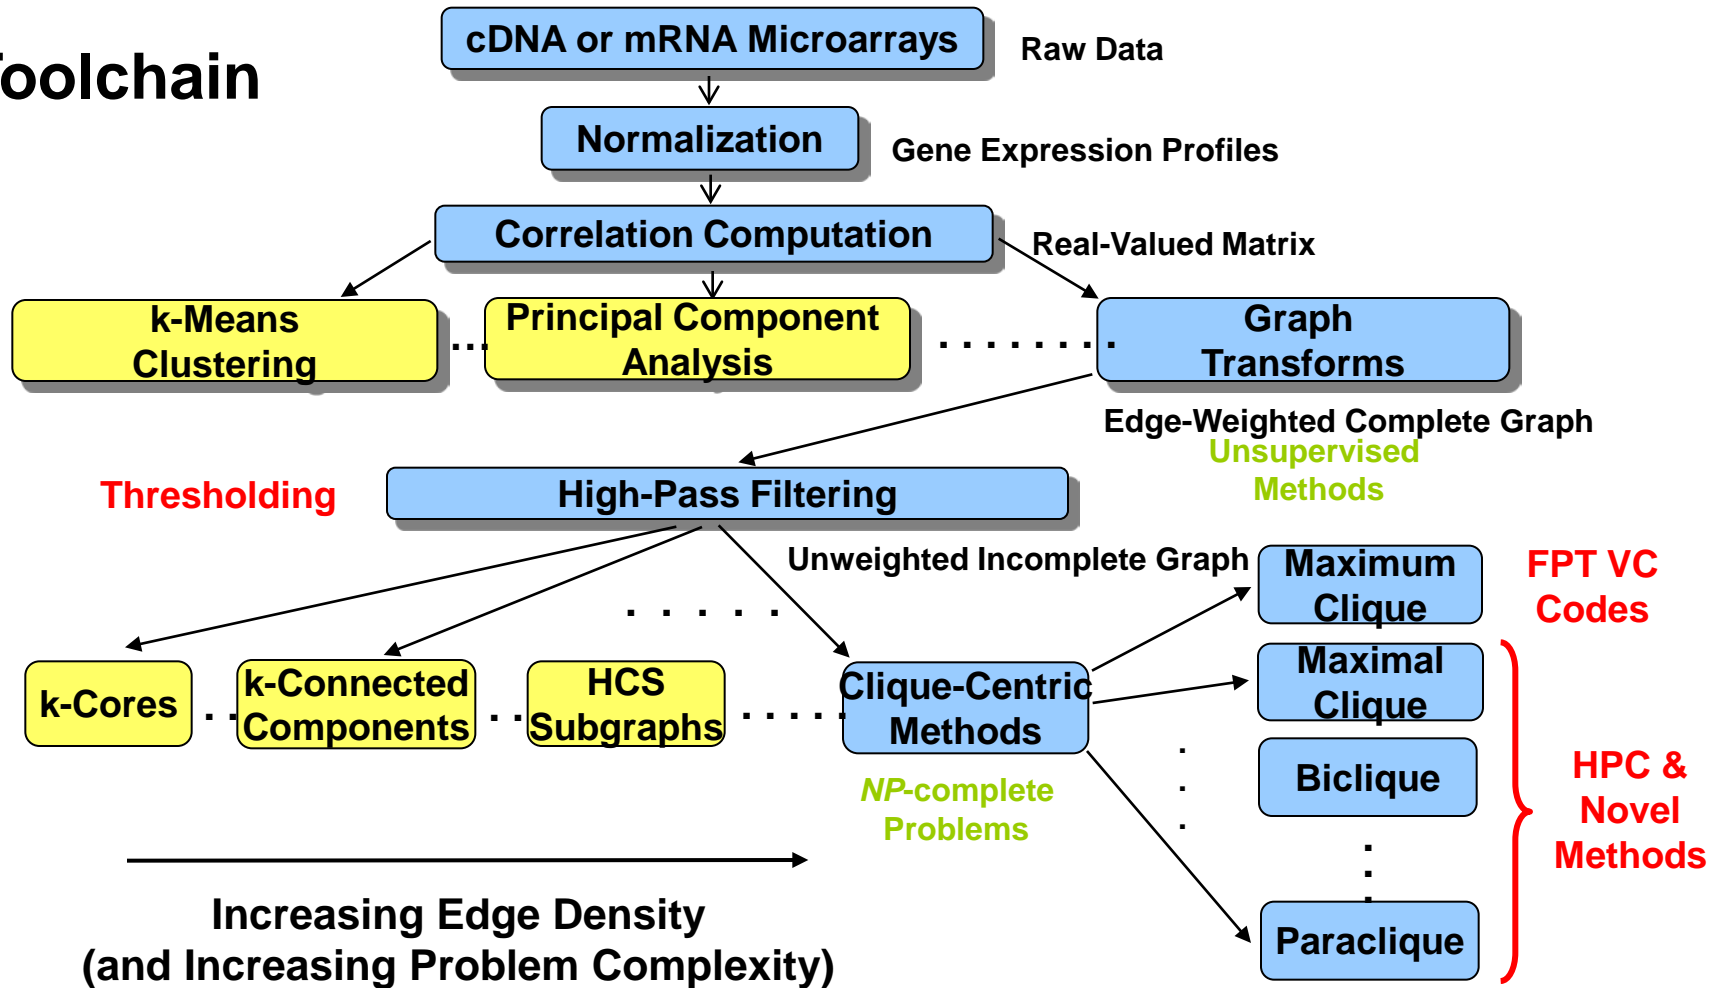 cDNA or mRNA Microarrays
Raw Data
oolchain
Normalization
Gene Expression Profiles
Correlation Computation
Real-Valued Matrix
k-Means
Clustering
Principal Component
Analysis
Graph
Transforms
Edge-Weighted Complete Graph
Unsupervised
Methods
Thresholding
High-Pass Filtering
Unweighted Incomplete Graph
Maximum
Clique
FPT VC
Codes
k-Cores
k-Connected
Components
HCS
Subgraphs
Clique-Centric
Methods
Maximal
Clique
NP-complete
Problems
Biclique
HPC &
Novel
Methods
Paraclique
Increasing Edge Density
(and Increasing Problem Complexity)